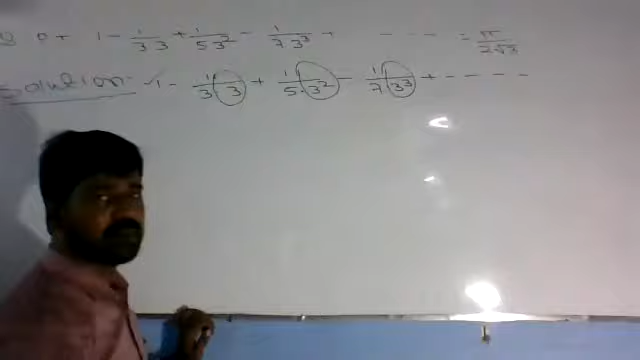 P.T 1 - 1/3.3 + 1/5.3² - 1/7.3³ + - - - - = π/2√3
Solution:- 1 - 1/3.3 + 1/5.3² - 1/7.3³ + - - - - -